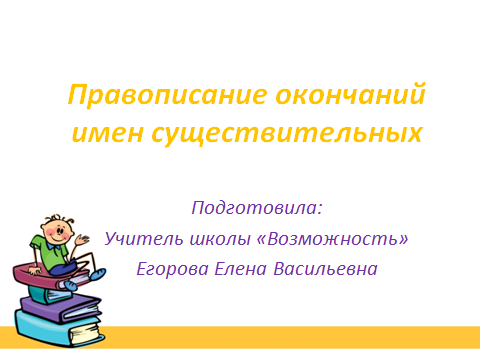 Правописание окончаний
имен существительных
Подготовила:
Учитель школы «Возможность»
Егорова Елена Васильевна